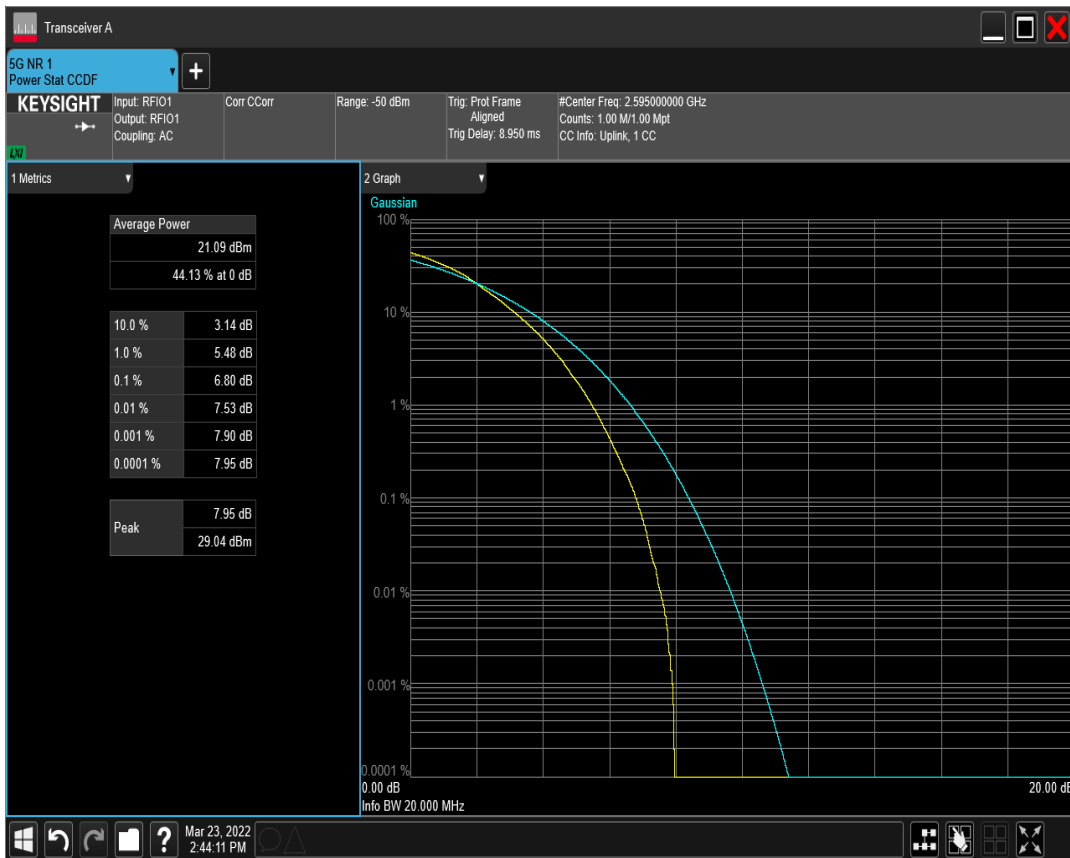 Transceiver A
5G NR 1
Power Stat CCDF
KEYSIGHT
LXI
Input: RFIO1
Output: RFIO1
Coupling: AC
Corr CCorr
Range: -50 dBm
Trig: Prot Frame
Aligned
Trig Delay: 8.950 ms
#Center Freq: 2.595000000 GHz
Counts: 1.00 M/1.00 Mpt
CC Info: Uplink, 1 CC
1 Metrics
Average Power
21.09 dBm
44.13 % at 0 dB
10.0 % 3.14 dB
1.0 % 5.48 dB
0.1 % 6.80 dB
0.01 % 7.53 dB
0.001 % 7.90 dB
0.0001 % 7.95 dB
Peak
7.95 dB
29.04 dBm
2 Graph
Gaussian
100 %
10 %
1 %
0.1 %
0.01 %
0.001 %
0.0001 %
0.00 dB
20.00 dB
Info BW 20.000 MHz
Mar 23, 2022
2:44:11 PM